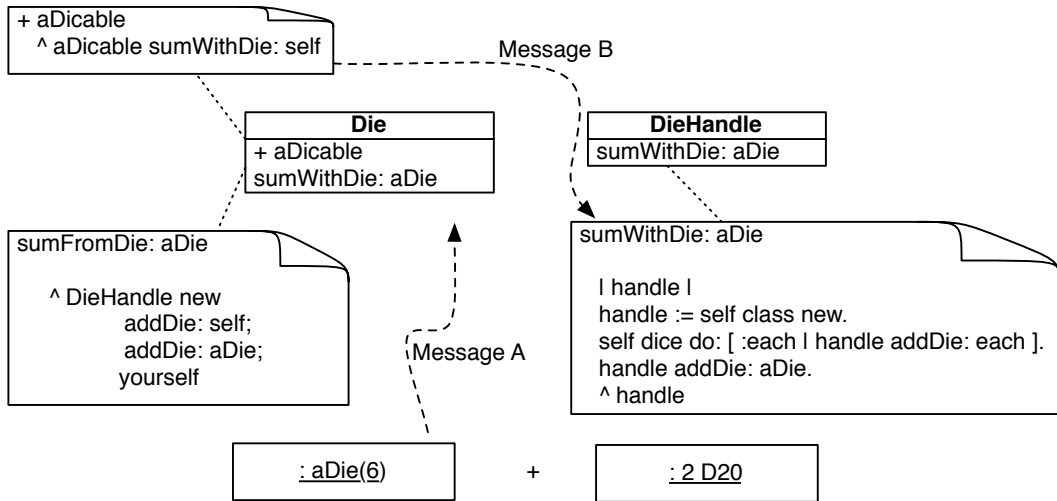 + aDicable
^ aDicable sumWithDie: self
Message B
Die
+ aDicable
sumWithDie: aDie
DieHandle
sumWithDie: aDie
sumFromDie: aDie
^ DieHandle new
addDie: self;
addDie: aDie;
yourself
Message A
sumWithDie: aDie
| handle |
handle := self class new.
self dice do: [ :each | handle addDie: each ].
handle addDie: aDie.
^ handle
: aDie(6)
+
: 2 D20